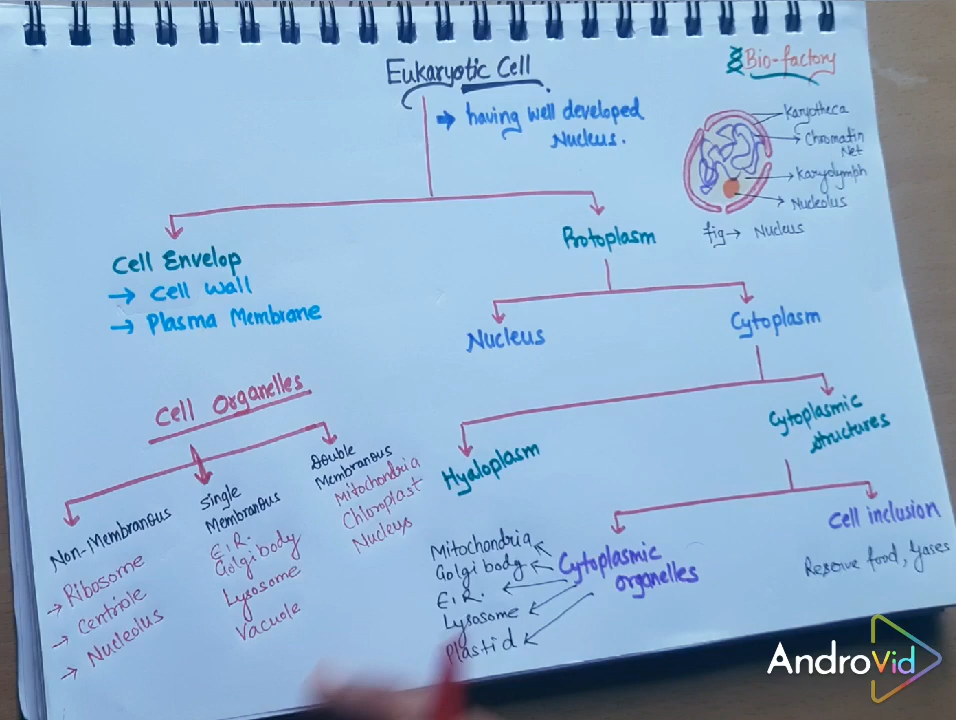 Eukaryotic Cell
→ having well developed
Nucleus.
Bio-factory
Karyotheca
Chromatin
Net
Karyolymph
Nucleolus
fig → Nucleus
Cell Envelop
→ Cell Wall
→ Plasma Membrane
Protoplasm
Nucleus
Cytoplasm
Hyaloplasm
Cytoplasmic
structures
Cytoplasmic
organelles
Mitochondria
Golgi body
E.R.
Lysosome
Plastid
Cell inclusion
Reserve food, gases
Cell Organelles
Non-Membranous
→ Ribosome
→ Centriole
→ Nucleolus
Single
Membranous
E.R.
Golgi body
Lysosome
Vacuole
Double
Membranous
Mitochondria
Chloroplast
Nucleus
AndroVid